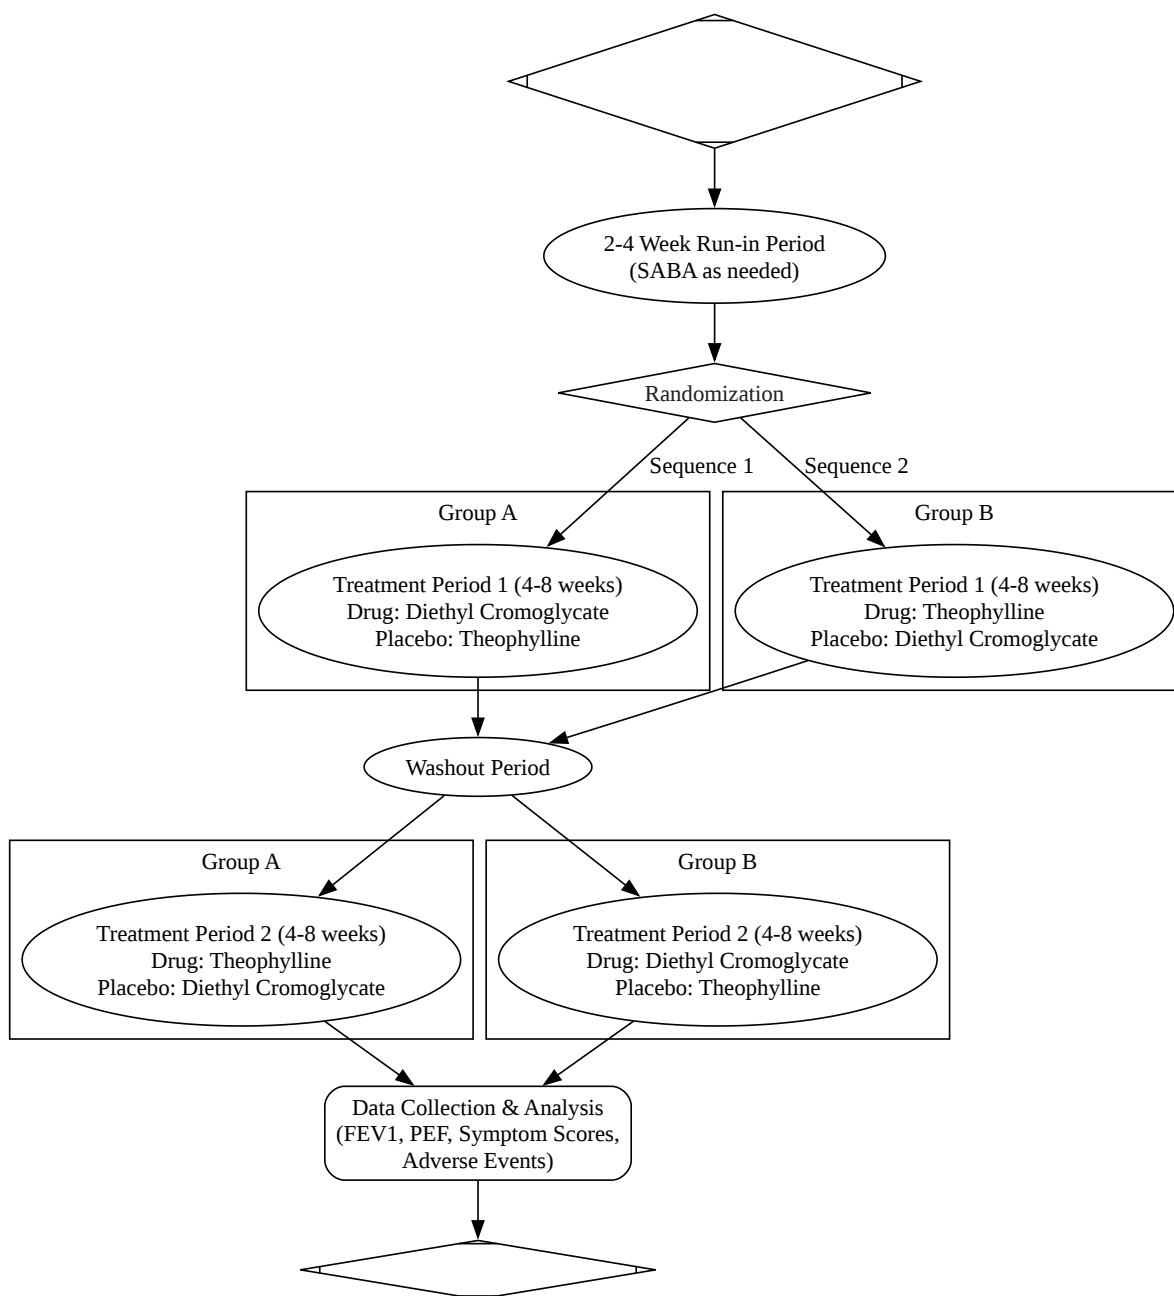 2-4 Week Run-in Period
(SABA as needed)
Randomization
Sequence 1
Sequence 2
Group A
Treatment Period 1 (4-8 weeks)
Drug: Diethyl Cromoglycate
Placebo: Theophylline
Group B
Treatment Period 1 (4-8 weeks)
Drug: Theophylline
Placebo: Diethyl Cromoglycate
Washout Period
Group A
Treatment Period 2 (4-8 weeks)
Drug: Theophylline
Placebo: Diethyl Cromoglycate
Group B
Treatment Period 2 (4-8 weeks)
Drug: Diethyl Cromoglycate
Placebo: Theophylline
Data Collection & Analysis
(FEV1, PEF, Symptom Scores,
Adverse Events)